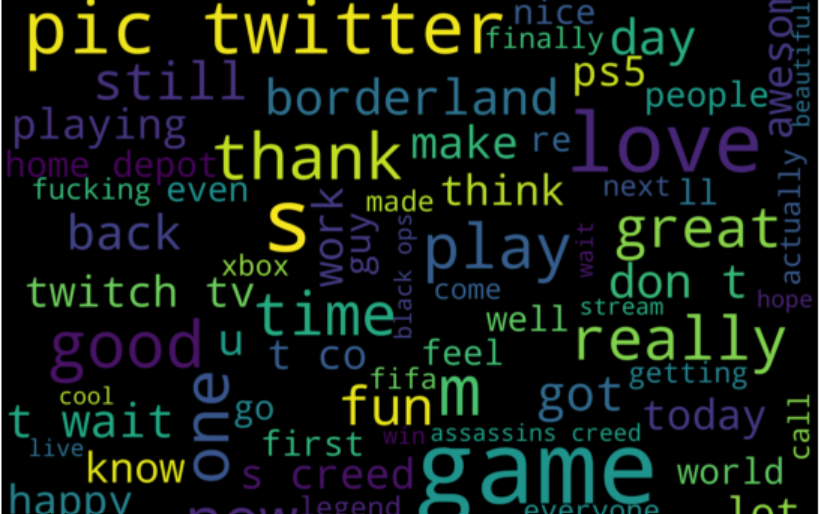 pic twitter nice
finally day
awesom
beautiful
still ps5
borderland people
playing
thank make re love
home depot
fucking even think next ll
made
s work guy
back
black ops
play wait great
actually
xbox
twitch tv come don t
hope
time stream
well
good u t co feel really
getting
cool fifa
fun m got
t wait one go today
call
live first win assassins creed
know s creed game world
happy
now legend everyone lot